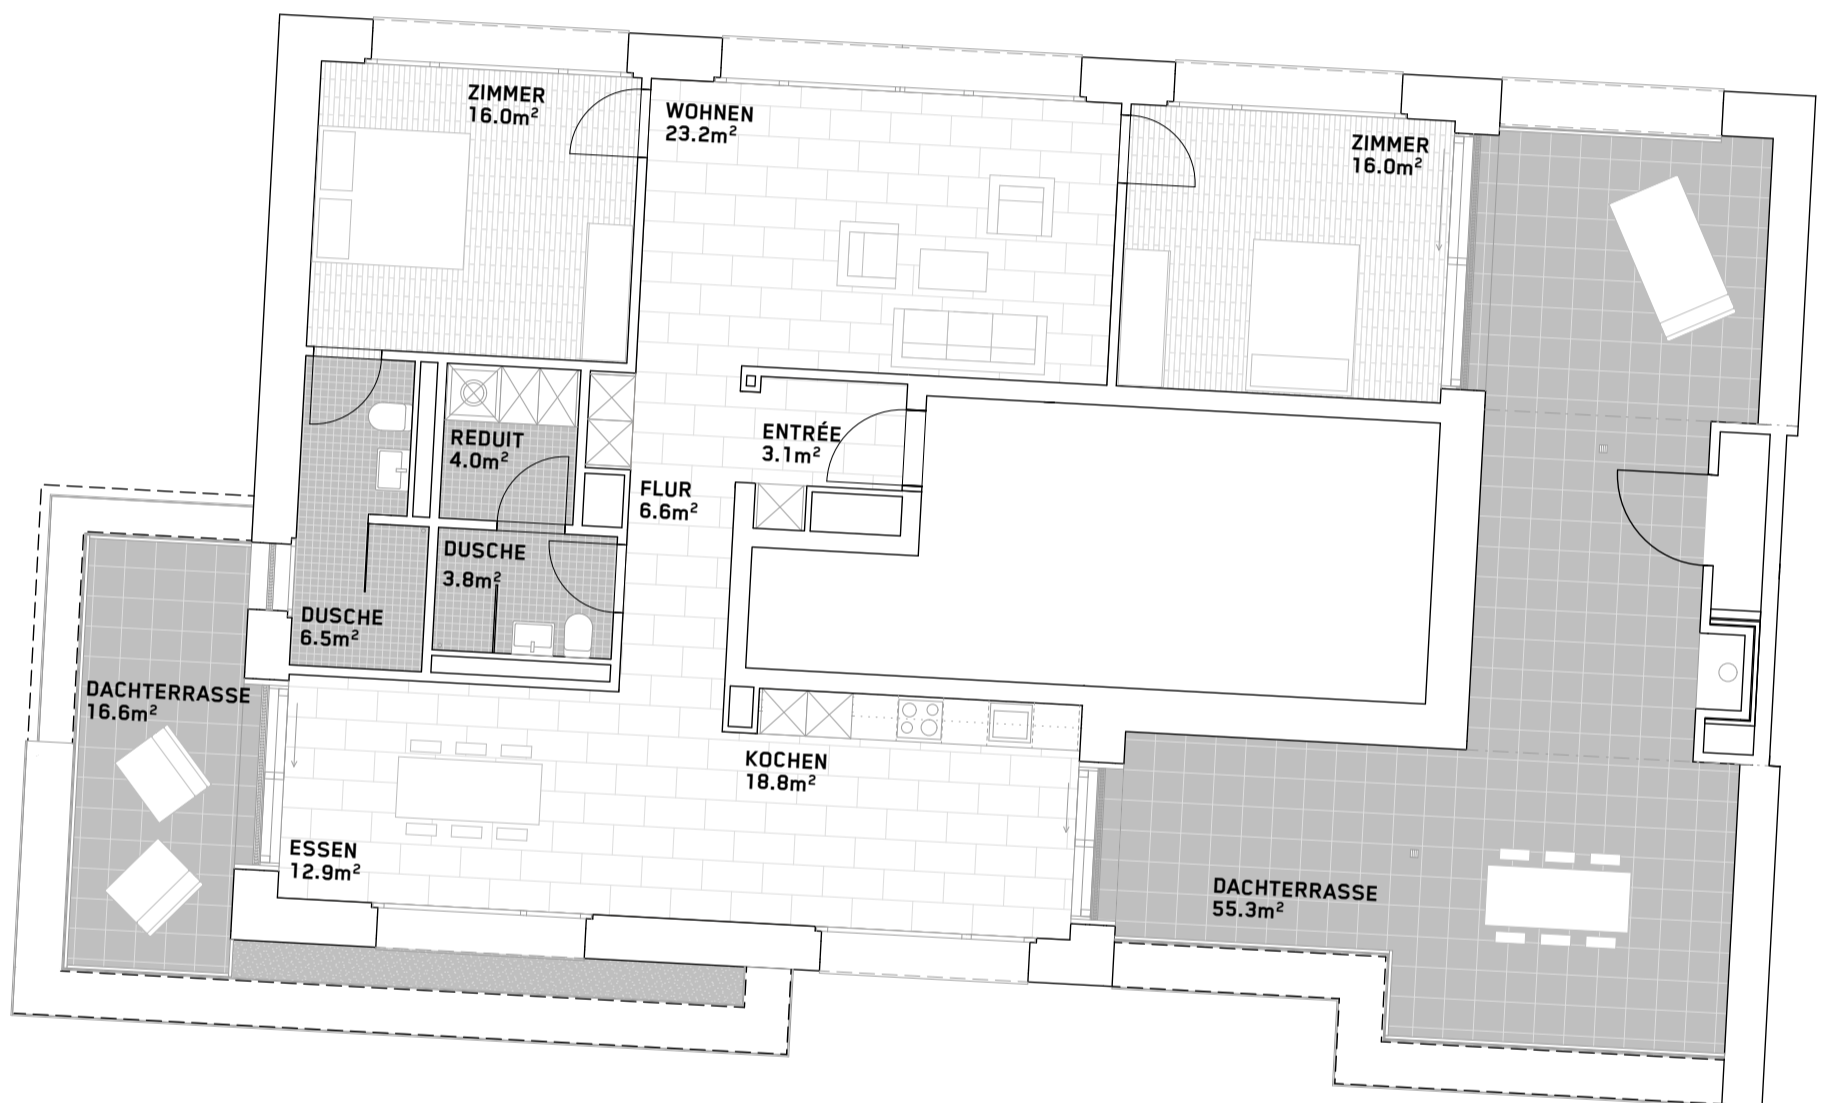 ZIMMER
16.0m²
WOHNEN
23.2m²
ZIMMER
16.0m²
REDUIT
4.0m²
ENTRÉE
3.1m²
FLUR
6.6m²
DUSCHE
3.8m²
DUSCHE
6.5m²
DACHTERRASSE
16.6m²
KOCHEN
18.8m²
ESSEN
12.9m²
DACHTERRASSE
55.3m²